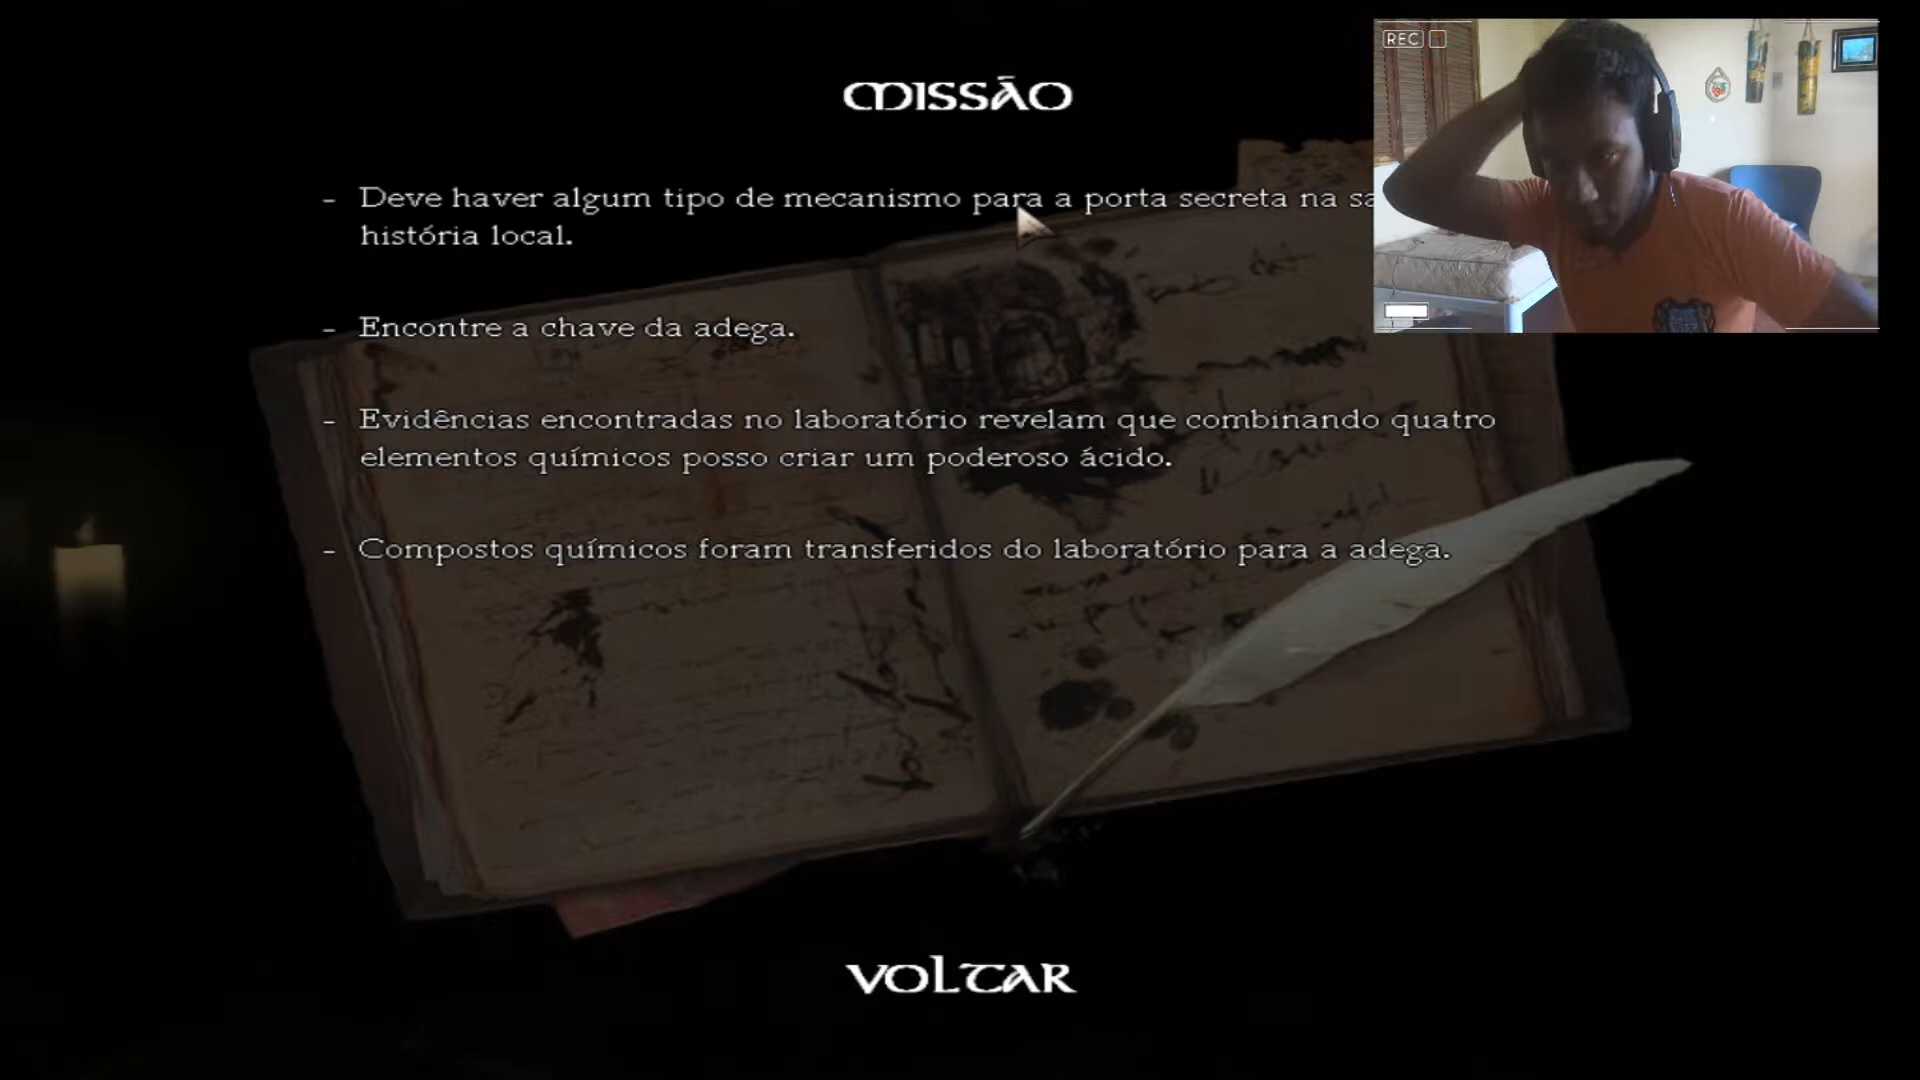 MISSÃO
REC
- Deve haver algum tipo de mecanismo para a porta secreta na
história local.
- Encontre a chave da adega.
- Evidências encontradas no laboratório revelam que combinando quatro
elementos químicos posso criar um poderoso ácido.
- Compostos químicos foram transferidos do laboratório para a adega.
VOLTAR